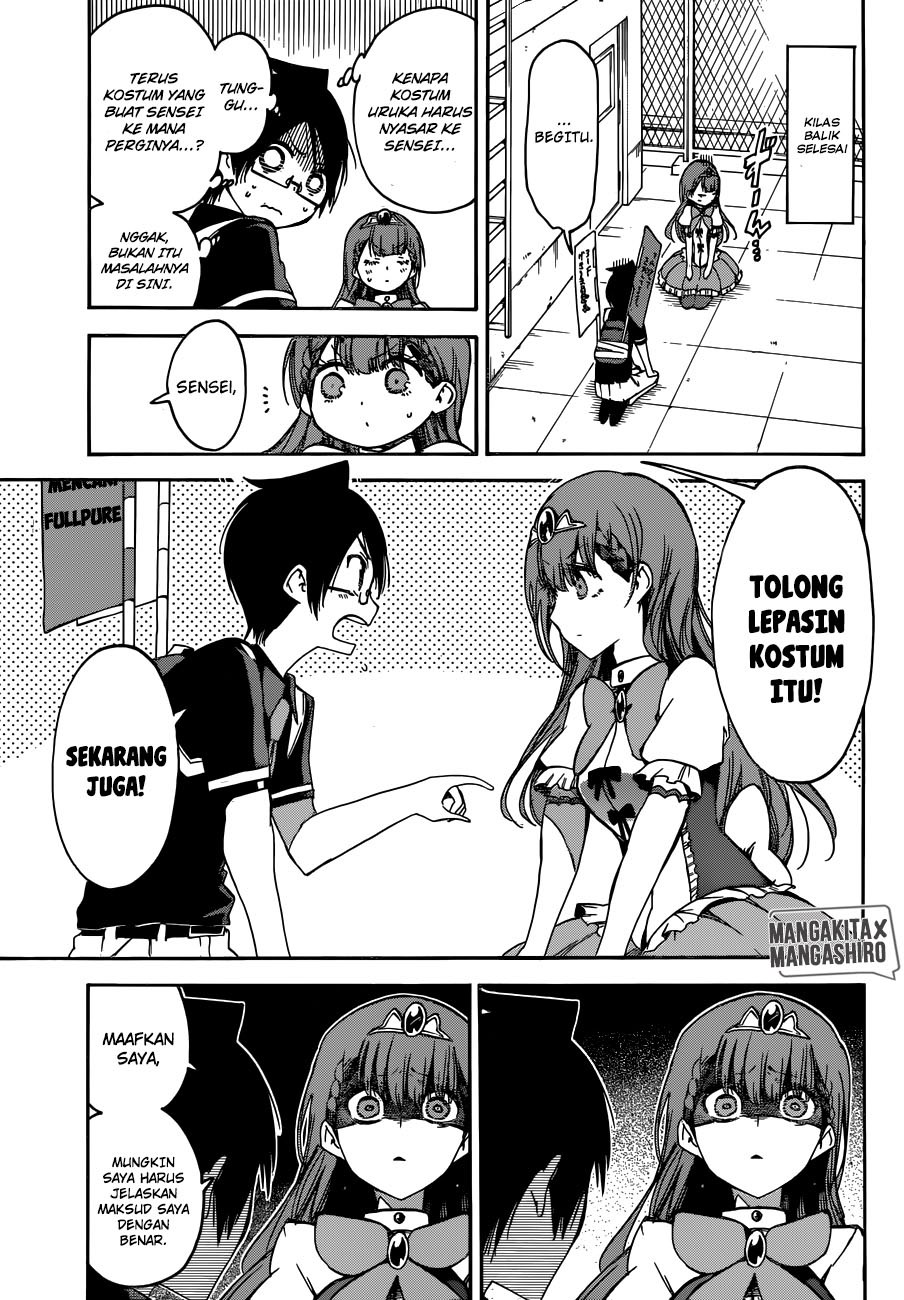 KILAS
BALIK
SELESAI
...
BEGITU.
KENAPA
KOSTUM
URUKA HARUS
NYASAR KE
SENSEI...
TUNG-
GU...
TERUS
KOSTUM YANG
BUAT SENSEI
KE MANA
PERGINYA...?
NGGAK,
BUKAN ITU
MASALAHNYA
DI SINI.
SENSEI,
TOLONG
LEPASIN
KOSTUM
ITU!
MENCARI
FULLPURE
SEKARANG
JUGA!
MANGAKITA X
MANGASHIRO
MAAFKAN
SAYA,
MUNGKIN
SAYA HARUS
JELASKAN
MAKSUD SAYA
DENGAN
BENAR.